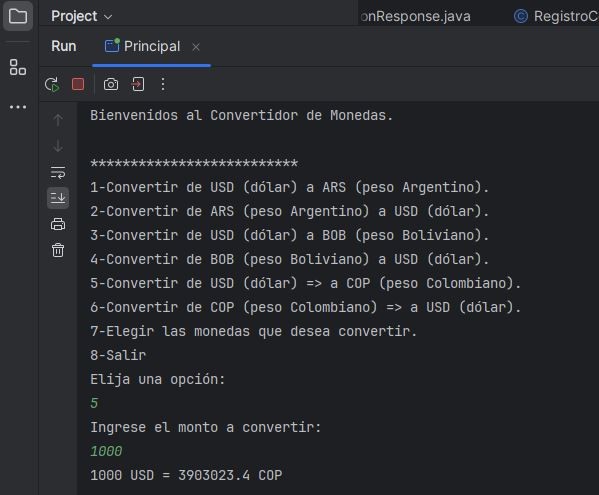 Project
onResponse.java
RegistroC
Run
Principal
Bienvenidos al Convertidor de Monedas.
**************************
1-Convertir de USD (dólar) a ARS (peso Argentino).
2-Convertir de ARS (peso Argentino) a USD (dólar).
3-Convertir de USD (dólar) a BOB (peso Boliviano).
4-Convertir de BOB (peso Boliviano) a USD (dólar).
5-Convertir de USD (dólar) => a COP (peso Colombiano).
6-Convertir de COP (peso Colombiano) => a USD (dólar).
7-Elegir las monedas que desea convertir.
8-Salir
Elija una opción:
5
Ingrese el monto a convertir:
1000
1000 USD = 3903023.4 COP